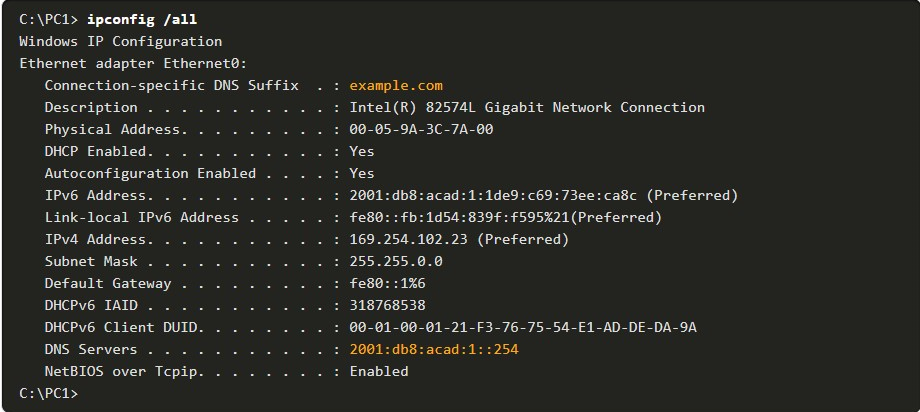 C:\PC1> ipconfig /all
Windows IP Configuration
Ethernet adapter Ethernet0:
   Connection-specific DNS Suffix  . : example.com
   Description . . . . . . . . . . . : Intel(R) 82574L Gigabit Network Connection
   Physical Address. . . . . . . . . : 00-05-9A-3C-7A-00
   DHCP Enabled. . . . . . . . . . . : Yes
   Autoconfiguration Enabled . . . . : Yes
   IPv6 Address. . . . . . . . . . . : 2001:db8:acad:1:1de9:c69:73ee:ca8c (Preferred)
   Link-local IPv6 Address . . . . . : fe80::fb:1d54:839f:f595%21(Preferred)
   IPv4 Address. . . . . . . . . . . : 169.254.102.23 (Preferred)
   Subnet Mask . . . . . . . . . . . : 255.255.0.0
   Default Gateway . . . . . . . . . : fe80::1%6
   DHCPv6 IAID . . . . . . . . . . . : 318768538
   DHCPv6 Client DUID. . . . . . . . : 00-01-00-01-21-F3-76-75-54-E1-AD-DE-DA-9A
   DNS Servers . . . . . . . . . . . : 2001:db8:acad:1::254
   NetBIOS over Tcpip. . . . . . . . : Enabled
C:\PC1>